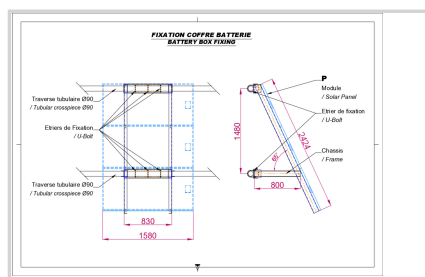 FIXATION COFFRE BATTERIE
BATTERY BOX FIXING
Traverse tubulaire Ø90
/ Tubular crosspiece Ø90
Etriers de Fixation
/ U-Bolt
Traverse tubulaire Ø90
/ Tubular crosspiece Ø90
830
1580
P
Module
/ Solar Panel
Etrier de fixation
/ U-Bolt
Chassis
/ Frame
1480
2424
65°
800